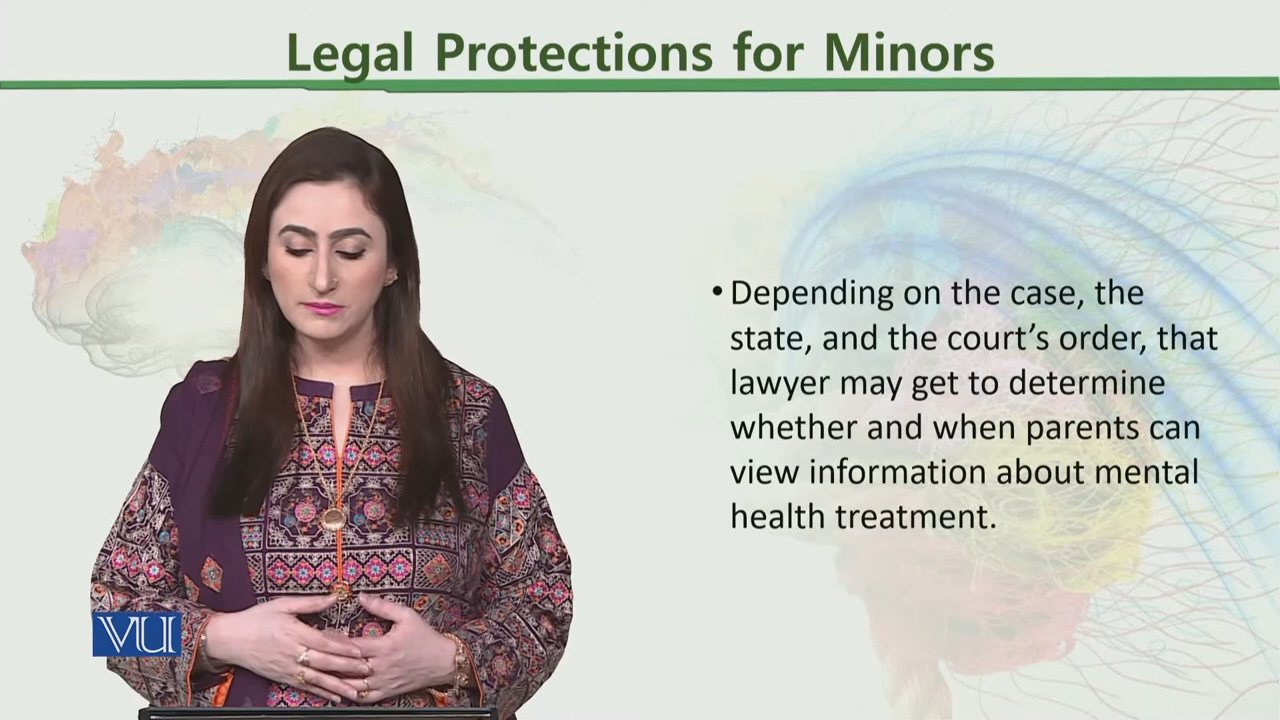 Legal Protections for Minors
• Depending on the case, the
state, and the court’s order, that
lawyer may get to determine
whether and when parents can
view information about mental
health treatment.
VU